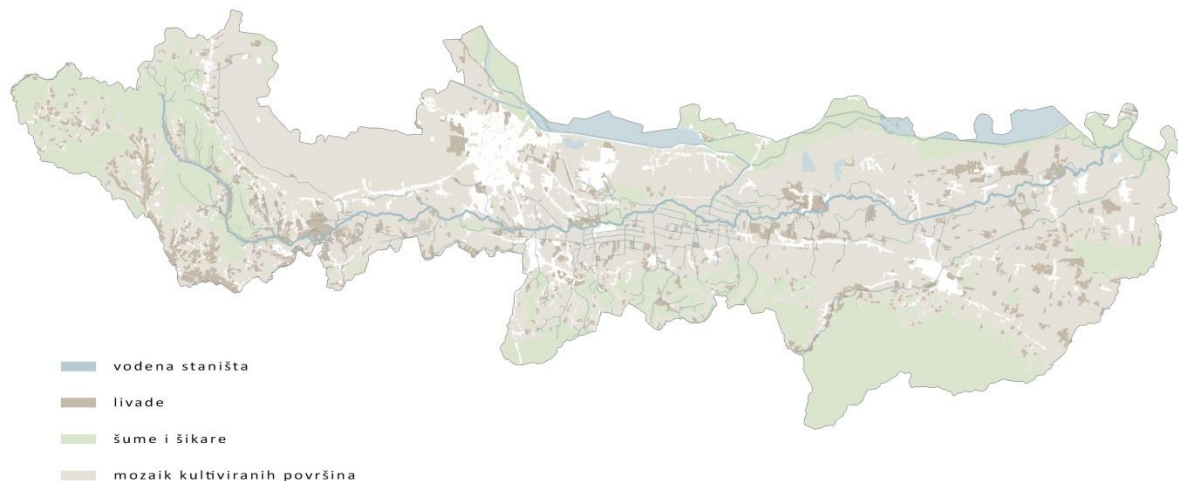 vodena staništa
livade
šume i šikare
mozaik kultiviranih površina